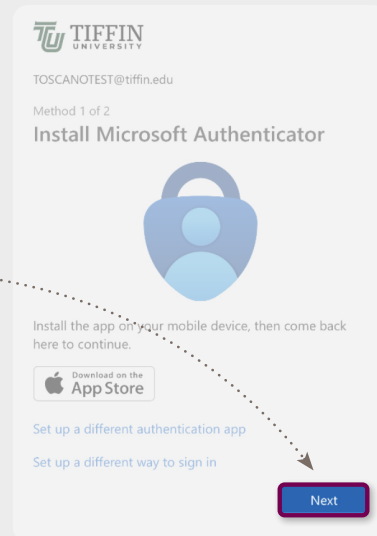 TU TIFFIN
UNIVERSITY
TOSCANOTEST@tiffin.edu
Method 1 of 2
Install Microsoft Authenticator
Install the app on your mobile device, then come back
here to continue.
Download on the
App Store
Set up a different authentication app
Set up a different way to sign in
Next